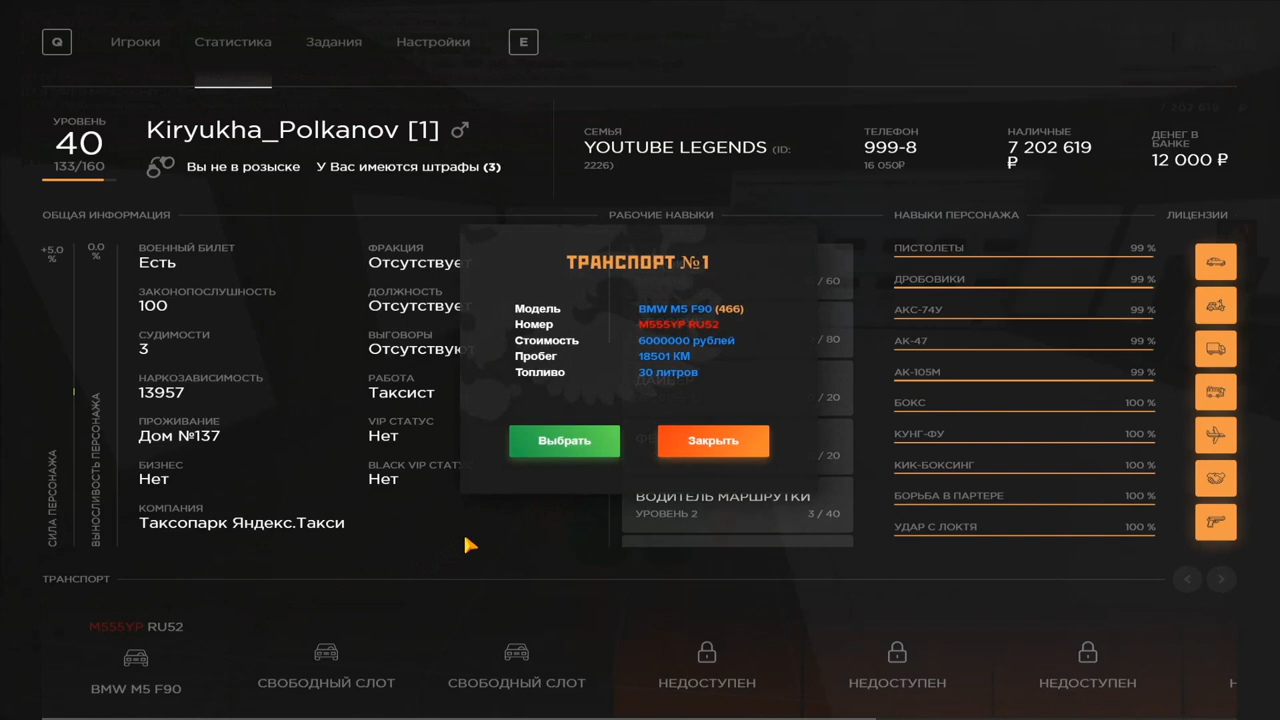 Q
Игроки
Статистика
Задания
Настройки
E
УРОВЕНЬ
40
133/160
Kiryukha_Polkanov [1]
Вы не в розыске
У Вас имеются штрафы (3)
СЕМЬЯ
YOUTUBE LEGENDS (ID:
2226)
ТЕЛЕФОН
999-8
16 050₽
НАЛИЧНЫЕ
7 202 619
₽
ДЕНЕГ В
БАНКЕ
12 000 ₽
ОБЩАЯ ИНФОРМАЦИЯ
РАБОЧИЕ НАВЫКИ
НАВЫКИ ПЕРСОНАЖА
ЛИЦЕНЗИИ
+5.0
%
0.0
%
СИЛА ПЕРСОНАЖА
ВЫНОСЛИВОСТЬ ПЕРСОНАЖА
ВОЕННЫЙ БИЛЕТ
Есть
ЗАКОНОПОСЛУШНОСТЬ
100
СУДИМОСТИ
3
НАРКОЗАВИСИМОСТЬ
13957
ПРОЖИВАНИЕ
Дом №137
БИЗНЕС
Нет
КОМПАНИЯ
Таксопарк Яндекс.Такси
ФРАКЦИЯ
Отсутствует
ДОЛЖНОСТЬ
Отсутствует
ВЫГОВОРЫ
Отсутствуют
РАБОТА
Таксист
VIP СТАТУС
Нет
BLACK VIP СТАТ
Нет
ТРАНСПОРТ №1
Модель BMW M5 F90 (466)
Номер M555YP RU52
Стоимость 6000000 рублей
Пробег 18501 КМ
Топливо 30 литров
Выбрать
Закрыть
/ 60
/ 80
ДАЙВЕР
/ 20
/ 20
ВОДИТЕЛЬ МАРШРУТКИ
УРОВЕНЬ 2 3 / 40
ПИСТОЛЕТЫ 99 %
ДРОБОВИКИ 99 %
АКС-74У 99 %
АК-47 99 %
АК-105М 99 %
БОКС 100 %
КУНГ-ФУ 100 %
КИК-БОКСИНГ 100 %
БОРЬБА В ПАРТЕРЕ 100 %
УДАР С ЛОКТЯ 100 %
ТРАНСПОРТ
M555YP RU52
BMW M5 F90
СВОБОДНЫЙ СЛОТ
СВОБОДНЫЙ СЛОТ
НЕДОСТУПЕН
НЕДОСТУПЕН
НЕДОСТУПЕН
Н